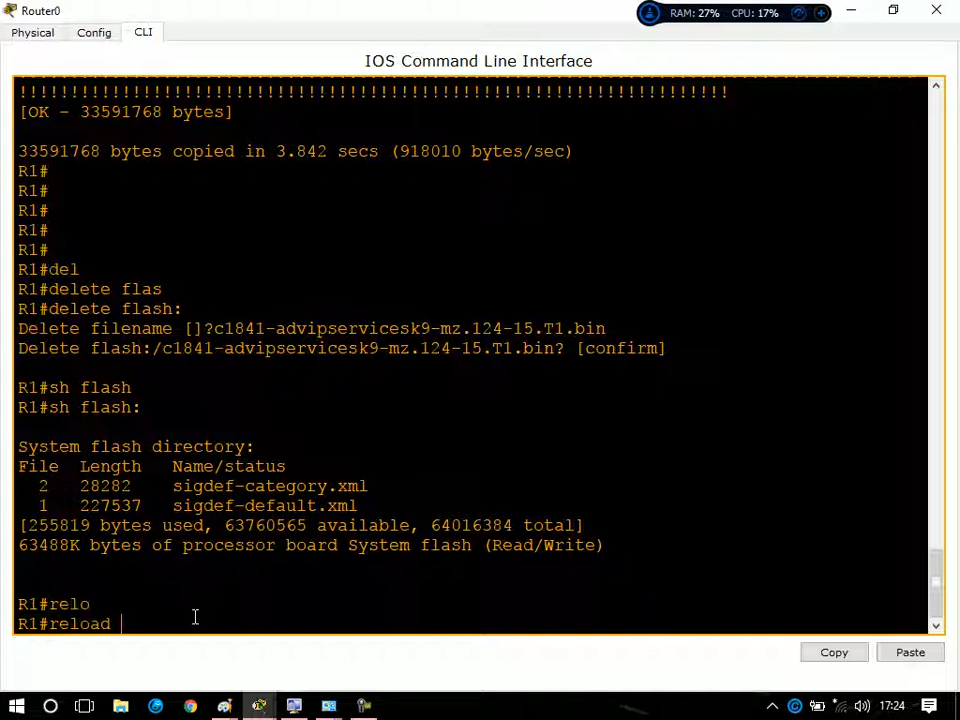 Router0
RAM: 27% CPU: 17%
Physical Config CLI
IOS Command Line Interface
!!!!!!!!!!!!!!!!!!!!!!!!!!!!!!!!!!!!!!!!!!!!!!!!!!!!!!!!!!!!!!!!!!!!!
[OK - 33591768 bytes]
33591768 bytes copied in 3.842 secs (918010 bytes/sec)
R1#
R1#
R1#
R1#
R1#
R1#del
R1#delete flas
R1#delete flash:
Delete filename []?c1841-advipservicesk9-mz.124-15.T1.bin
Delete flash:/c1841-advipservicesk9-mz.124-15.T1.bin? [confirm]
R1#sh flash
R1#sh flash:
System flash directory:
File Length Name/status
2 28282 sigdef-category.xml
1 227537 sigdef-default.xml
[255819 bytes used, 63760565 available, 64016384 total]
63488K bytes of processor board System flash (Read/Write)
R1#relo
R1#reload
Copy Paste
17:24